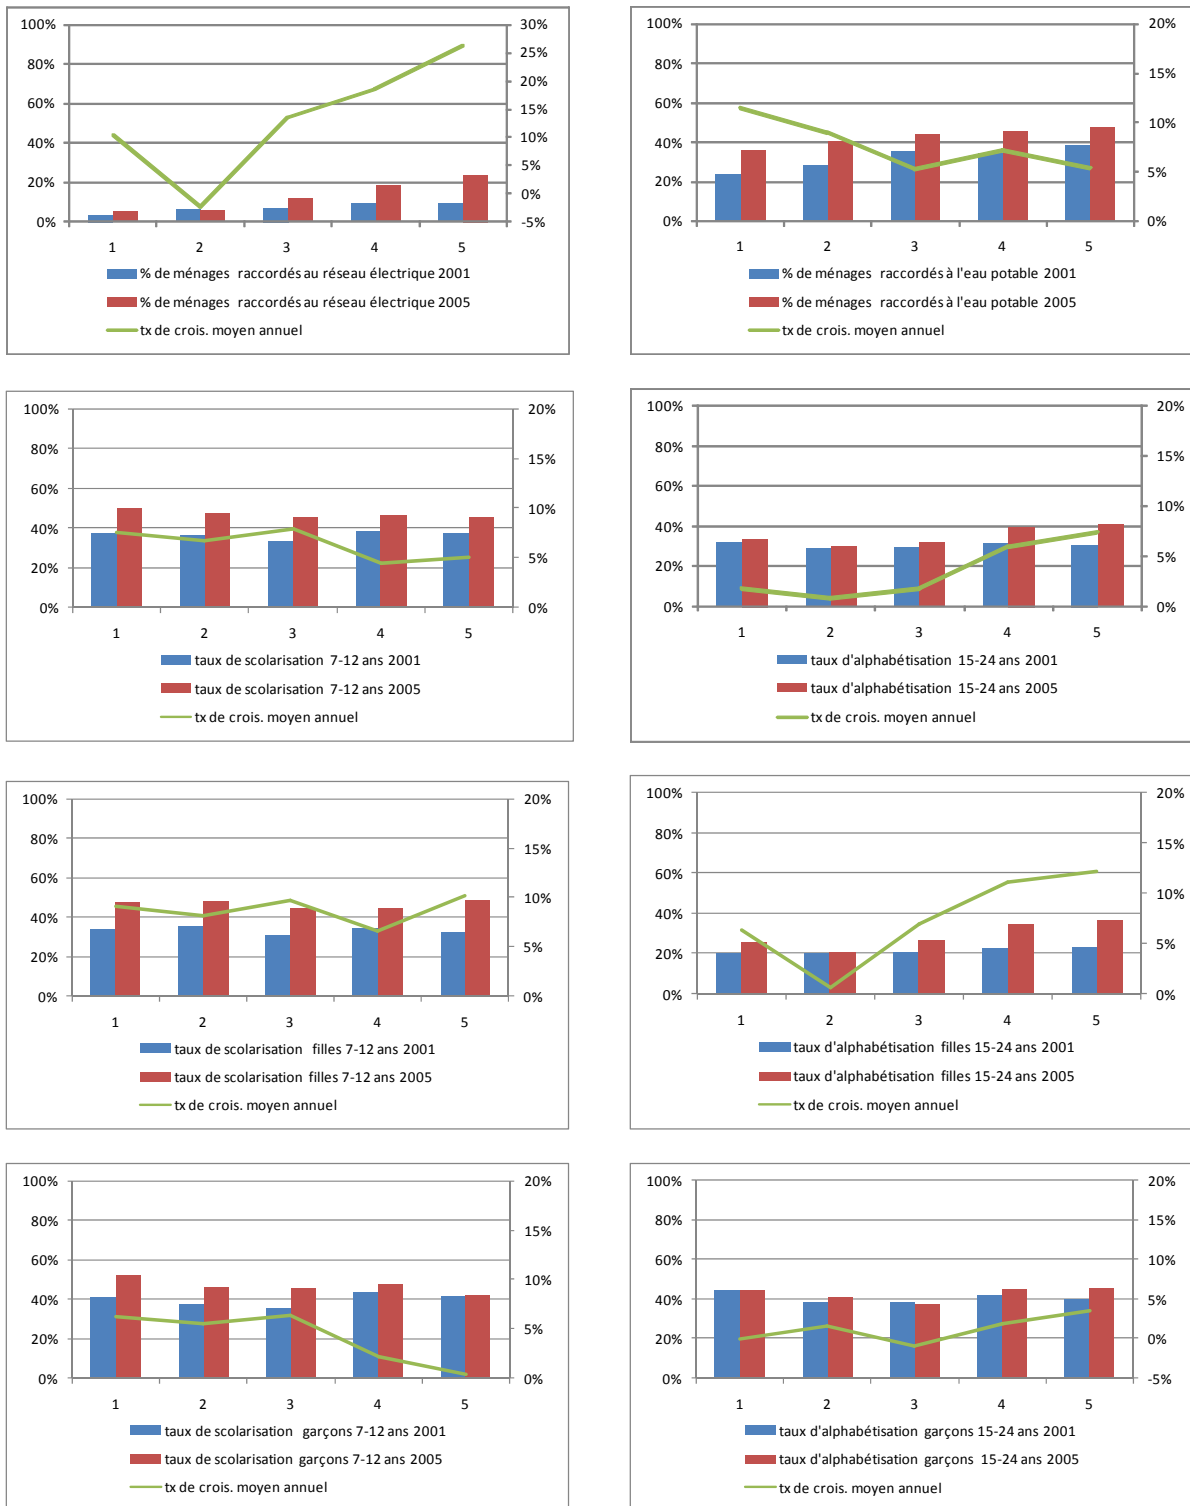 100%
80%
60%
40%
20%
0%
30%
25%
20%
15%
10%
5%
0%
-5%
1 2 3 4 5
% de ménages raccordés au réseau électrique 2001
% de ménages raccordés au réseau électrique 2005
tx de crois. moyen annuel
100%
80%
60%
40%
20%
0%
20%
15%
10%
5%
0%
1 2 3 4 5
% de ménages raccordés à l'eau potable 2001
% de ménages raccordés à l'eau potable 2005
tx de crois. moyen annuel
100%
80%
60%
40%
20%
0%
20%
15%
10%
5%
0%
1 2 3 4 5
taux de scolarisation 7-12 ans 2001
taux de scolarisation 7-12 ans 2005
tx de crois. moyen annuel
100%
80%
60%
40%
20%
0%
20%
15%
10%
5%
0%
1 2 3 4 5
taux d'alphabétisation 15-24 ans 2001
taux d'alphabétisation 15-24 ans 2005
tx de crois. moyen annuel
100%
80%
60%
40%
20%
0%
20%
15%
10%
5%
0%
1 2 3 4 5
taux de scolarisation filles 7-12 ans 2001
taux de scolarisation filles 7-12 ans 2005
tx de crois. moyen annuel
100%
80%
60%
40%
20%
0%
20%
15%
10%
5%
0%
1 2 3 4 5
taux d'alphabétisation filles 15-24 ans 2001
taux d'alphabétisation filles 15-24 ans 2005
tx de crois. moyen annuel
100%
80%
60%
40%
20%
0%
20%
15%
10%
5%
0%
1 2 3 4 5
taux de scolarisation garçons 7-12 ans 2001
taux de scolarisation garçons 7-12 ans 2005
tx de crois. moyen annuel
100%
80%
60%
40%
20%
0%
20%
15%
10%
5%
0%
-5%
1 2 3 4 5
taux d'alphabétisation garçons 15-24 ans 2001
taux d'alphabétisation garçons 15-24 ans 2005
tx de crois. moyen annuel